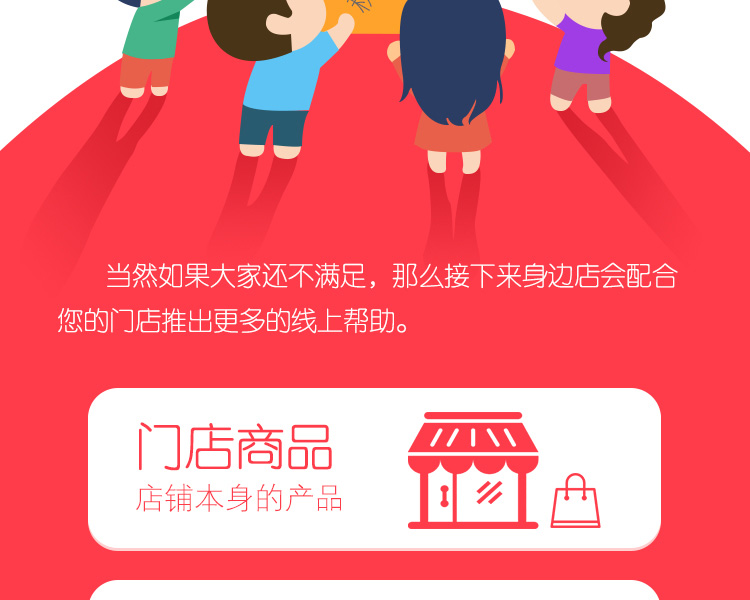 当然如果大家还不满足，那么接下来身边店会配合
您的门店推出更多的线上帮助。
门店商品
店铺本身的产品